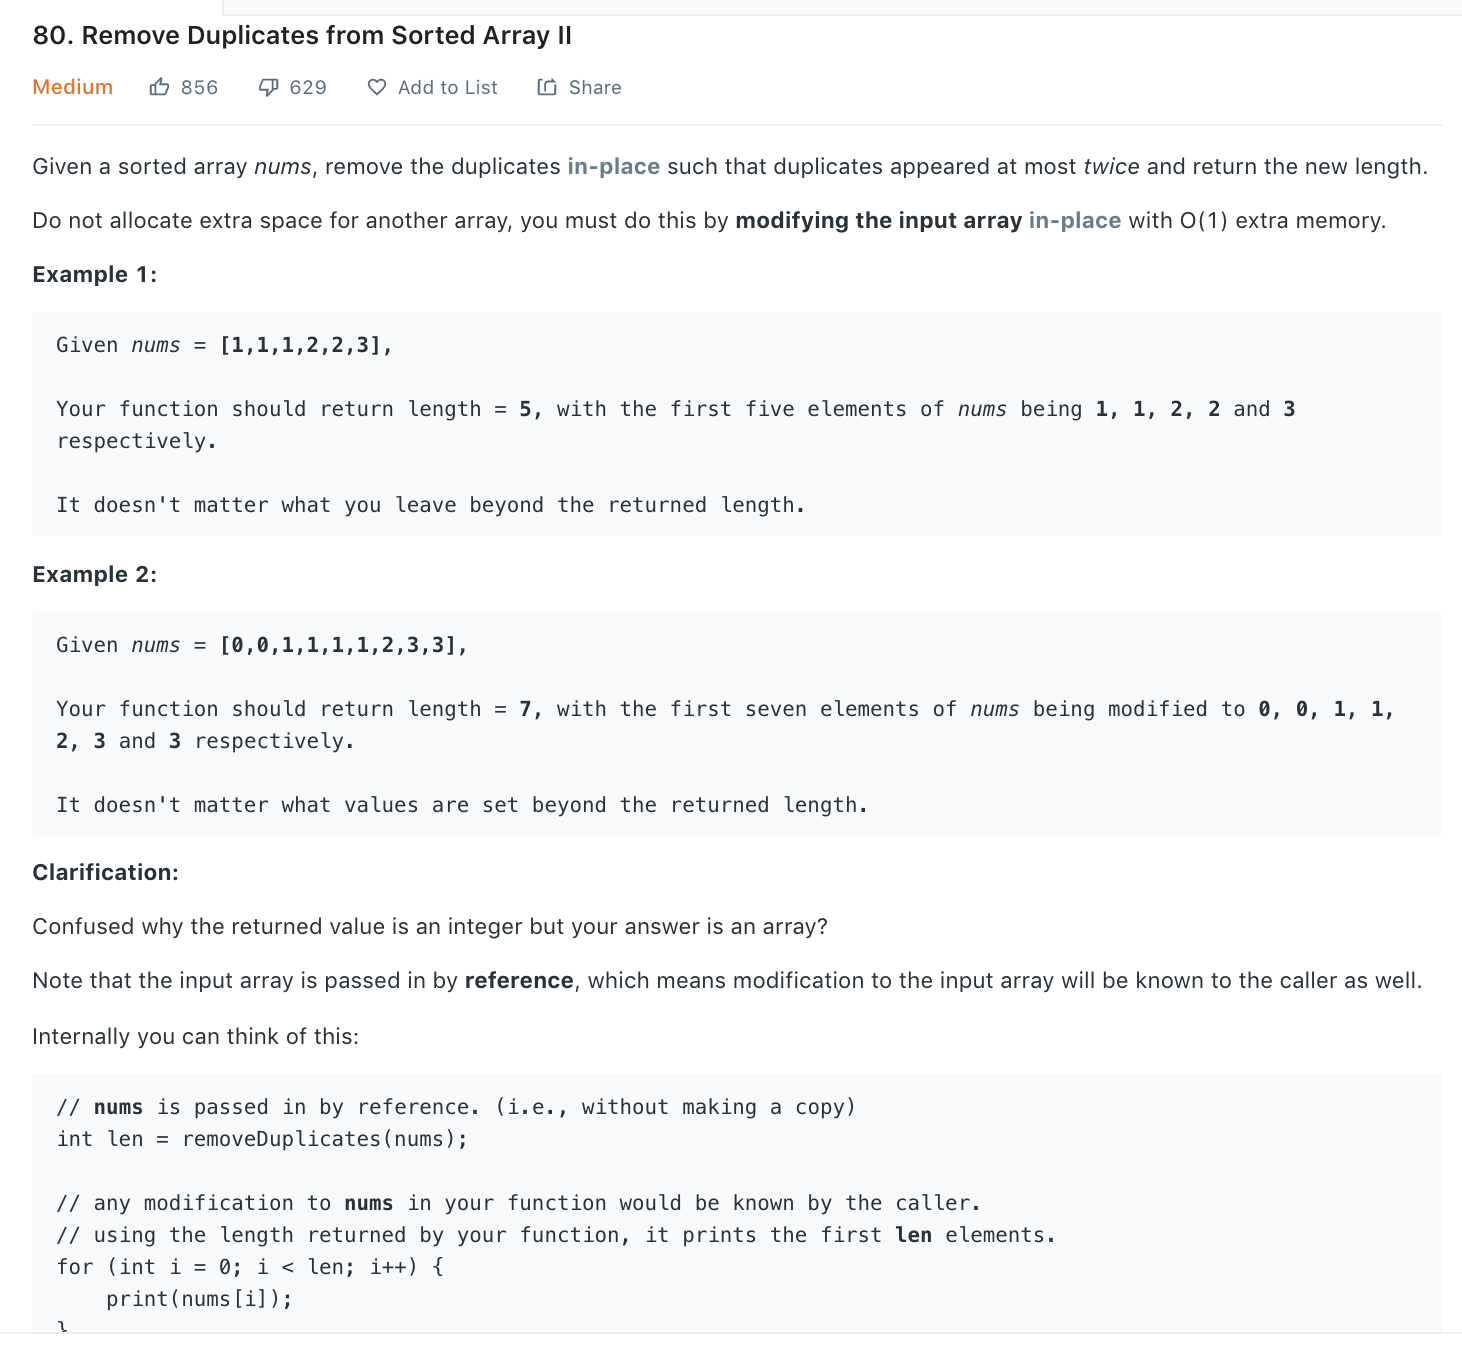 80. Remove Duplicates from Sorted Array II
Medium 856 629 Add to List Share
Given a sorted array nums, remove the duplicates in-place such that duplicates appeared at most twice and return the new length.
Do not allocate extra space for another array, you must do this by modifying the input array in-place with O(1) extra memory.
Example 1:
Given nums = [1,1,1,2,2,3],
Your function should return length = 5, with the first five elements of nums being 1, 1, 2, 2 and 3
respectively.
It doesn't matter what you leave beyond the returned length.
Example 2:
Given nums = [0,0,1,1,1,1,2,3,3],
Your function should return length = 7, with the first seven elements of nums being modified to 0, 0, 1, 1,
2, 3 and 3 respectively.
It doesn't matter what values are set beyond the returned length.
Clarification:
Confused why the returned value is an integer but your answer is an array?
Note that the input array is passed in by reference, which means modification to the input array will be known to the caller as well.
Internally you can think of this:
// nums is passed in by reference. (i.e., without making a copy)
int len = removeDuplicates(nums);
// any modification to nums in your function would be known by the caller.
// using the length returned by your function, it prints the first len elements.
for (int i = 0; i < len; i++) {
    print(nums[i]);
}